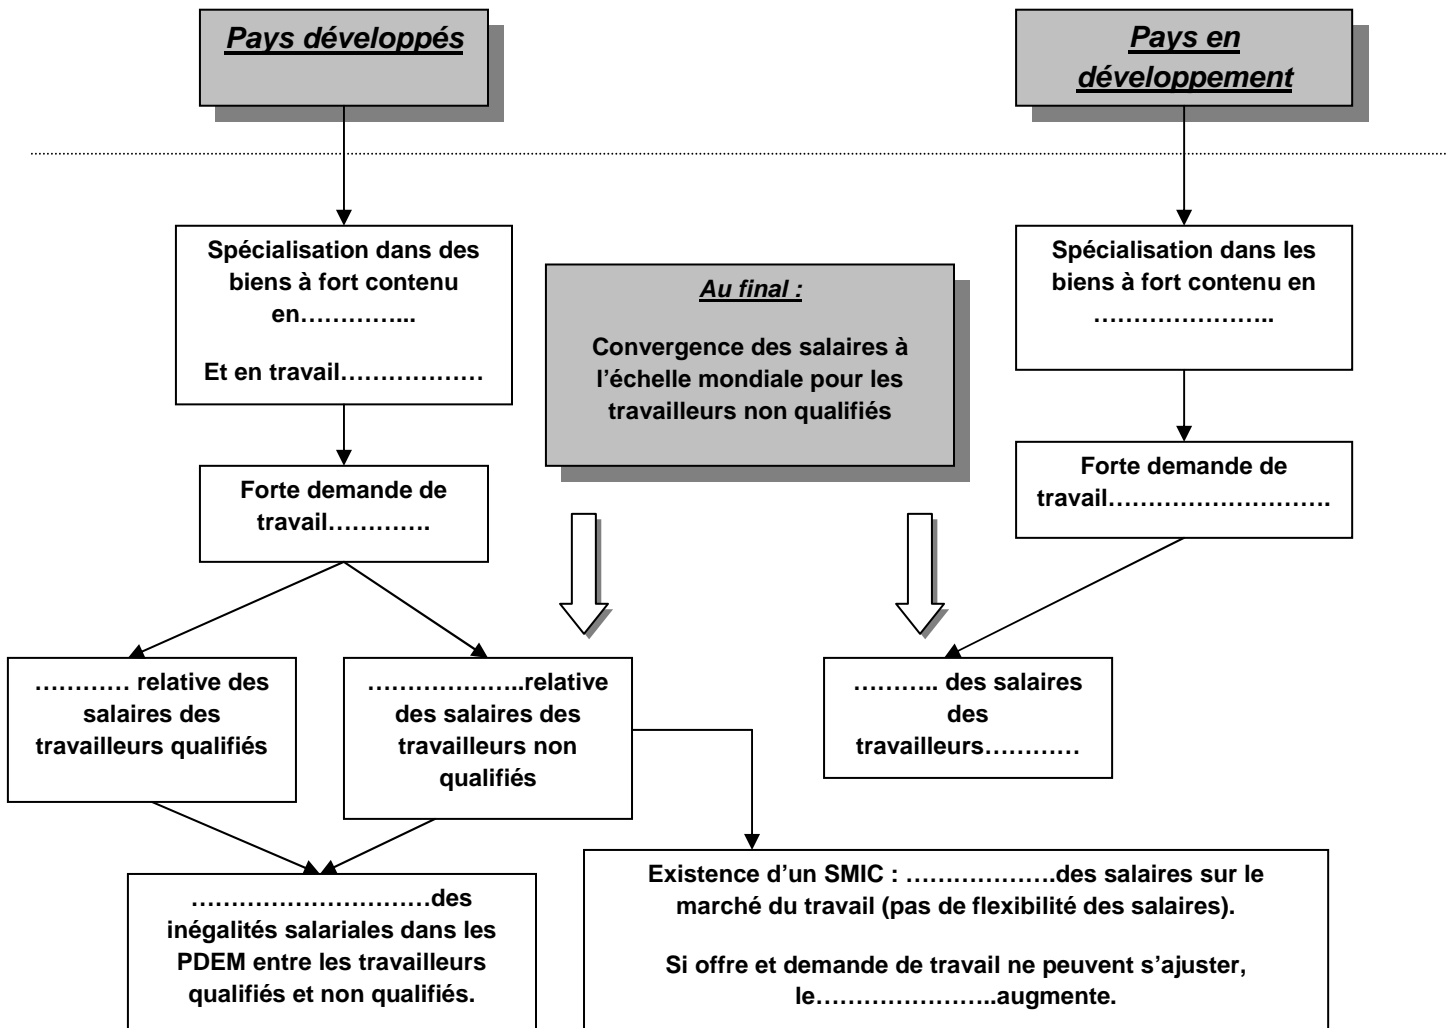 Pays développés
Pays en
développement
Spécialisation dans des
biens à fort contenu
en…………...
Et en travail………………
Spécialisation dans les
biens à fort contenu en
…………………..
Au final :
Convergence des salaires à
l’échelle mondiale pour les
travailleurs non qualifiés
Forte demande de
travail………….
Forte demande de
travail……………………….
………… relative des
salaires des
travailleurs qualifiés
………………..relative
des salaires des
travailleurs non
qualifiés
……….. des salaires
des
travailleurs…………
…………………………des
inégalités salariales dans les
PDEM entre les travailleurs
qualifiés et non qualifiés.
Existence d’un SMIC : ……………….des salaires sur le
marché du travail (pas de flexibilité des salaires).
Si offre et demande de travail ne peuvent s’ajuster,
le…………………..augmente.